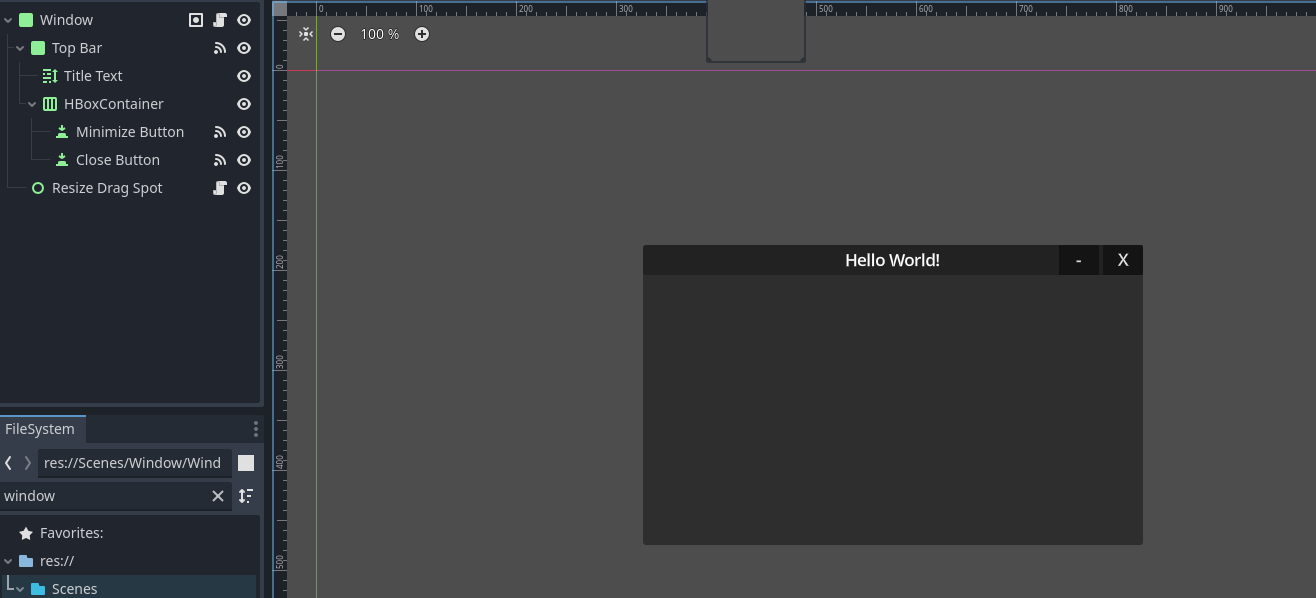 Window
Top Bar
Title Text
HBoxContainer
Minimize Button
Close Button
Resize Drag Spot
FileSystem
res://Scenes/Window/Wind
window
Favorites:
res://
Scenes
0 100 200 300 500 600 700 800 900
100 %
0
100
200
300
400
500
Hello World! - X